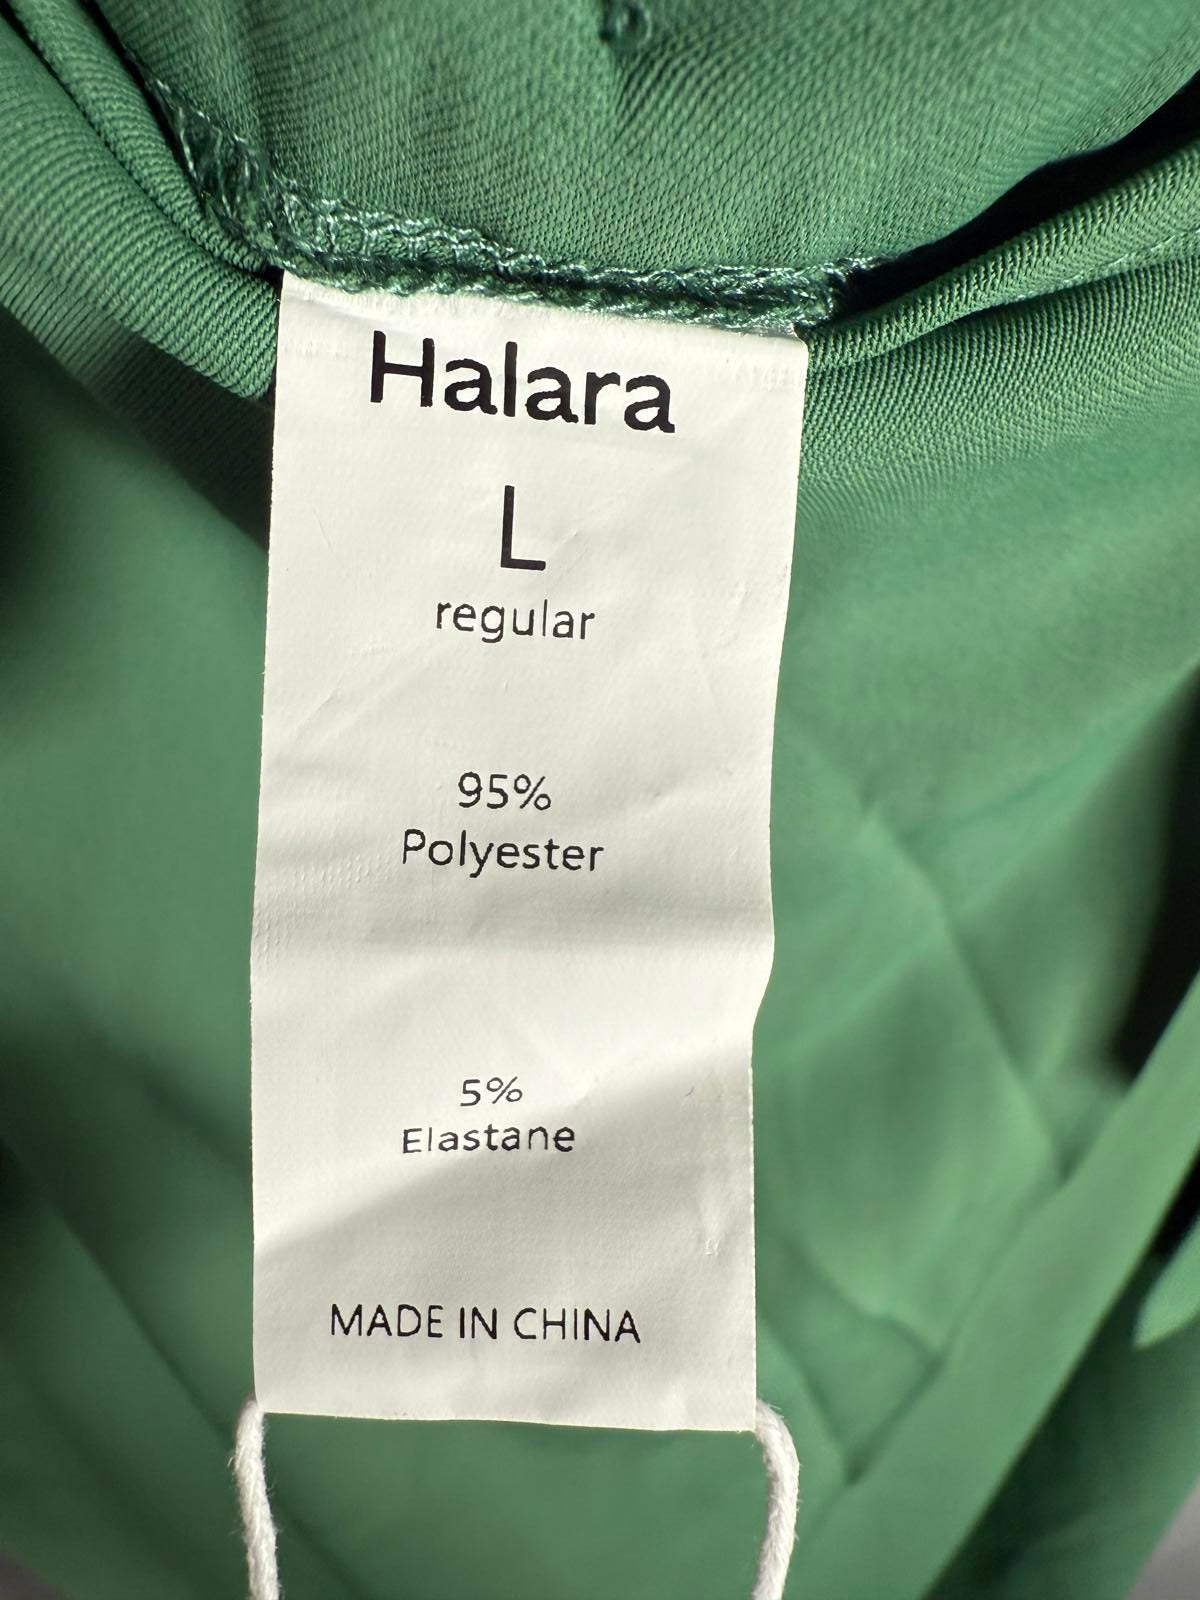 Halara
L
regular
95%
Polyester
5%
Elastane
MADE IN CHINA